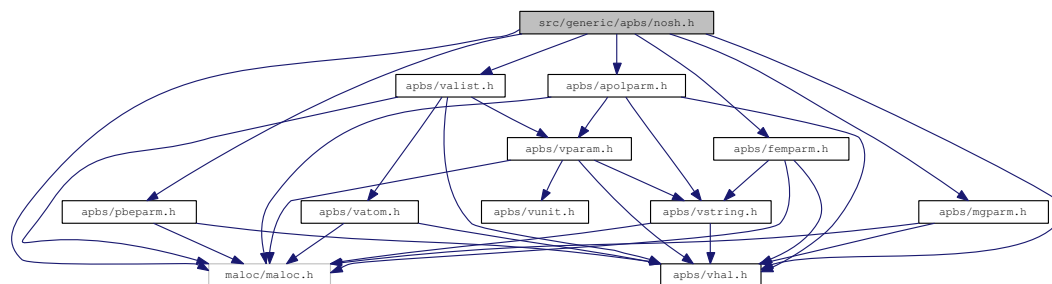 src/generic/apbs/nosh.h
apbs/valist.h
apbs/apolparm.h
apbs/vparam.h
apbs/femparm.h
apbs/pbeparm.h
apbs/vatom.h
apbs/vunit.h
apbs/vstring.h
apbs/mgparm.h
maloc/maloc.h
apbs/vhal.h